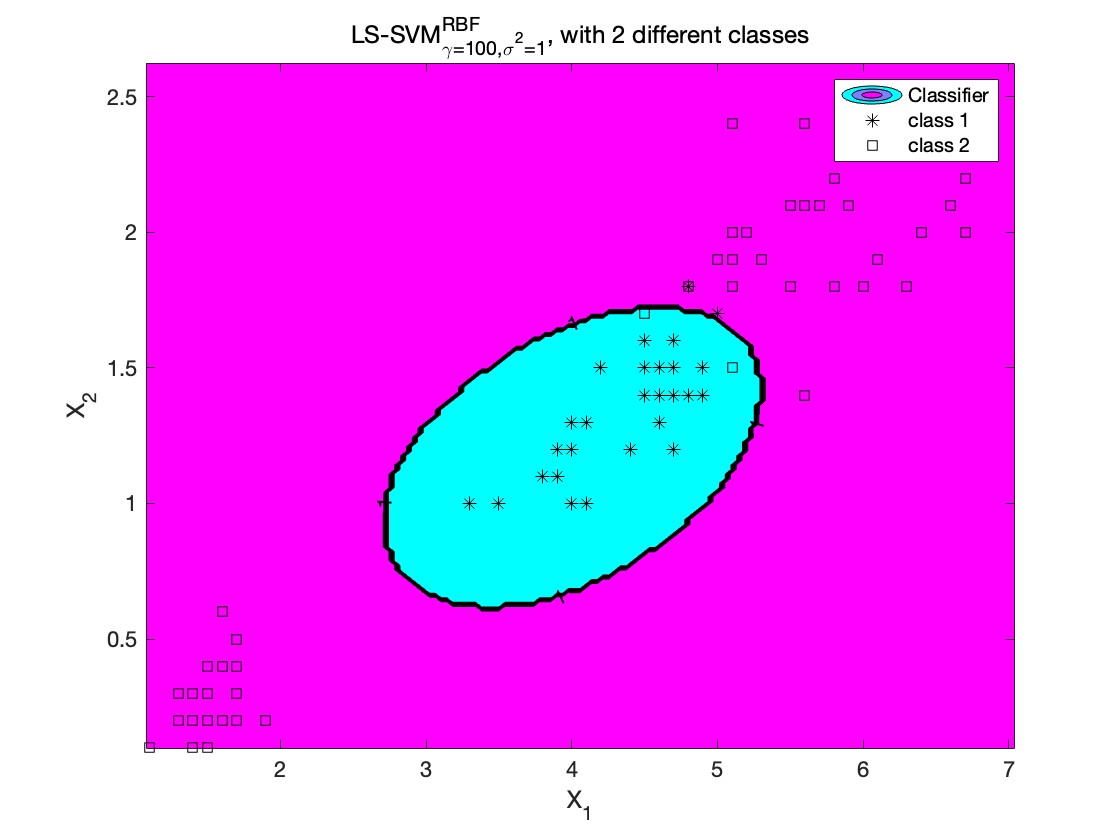 LS-SVM^RBF_γ=100,σ²=1, with 2 different classes
Classifier
class 1
class 2
2.5
2
1.5
1
0.5
X_2
2 3 4 5 6 7
X_1